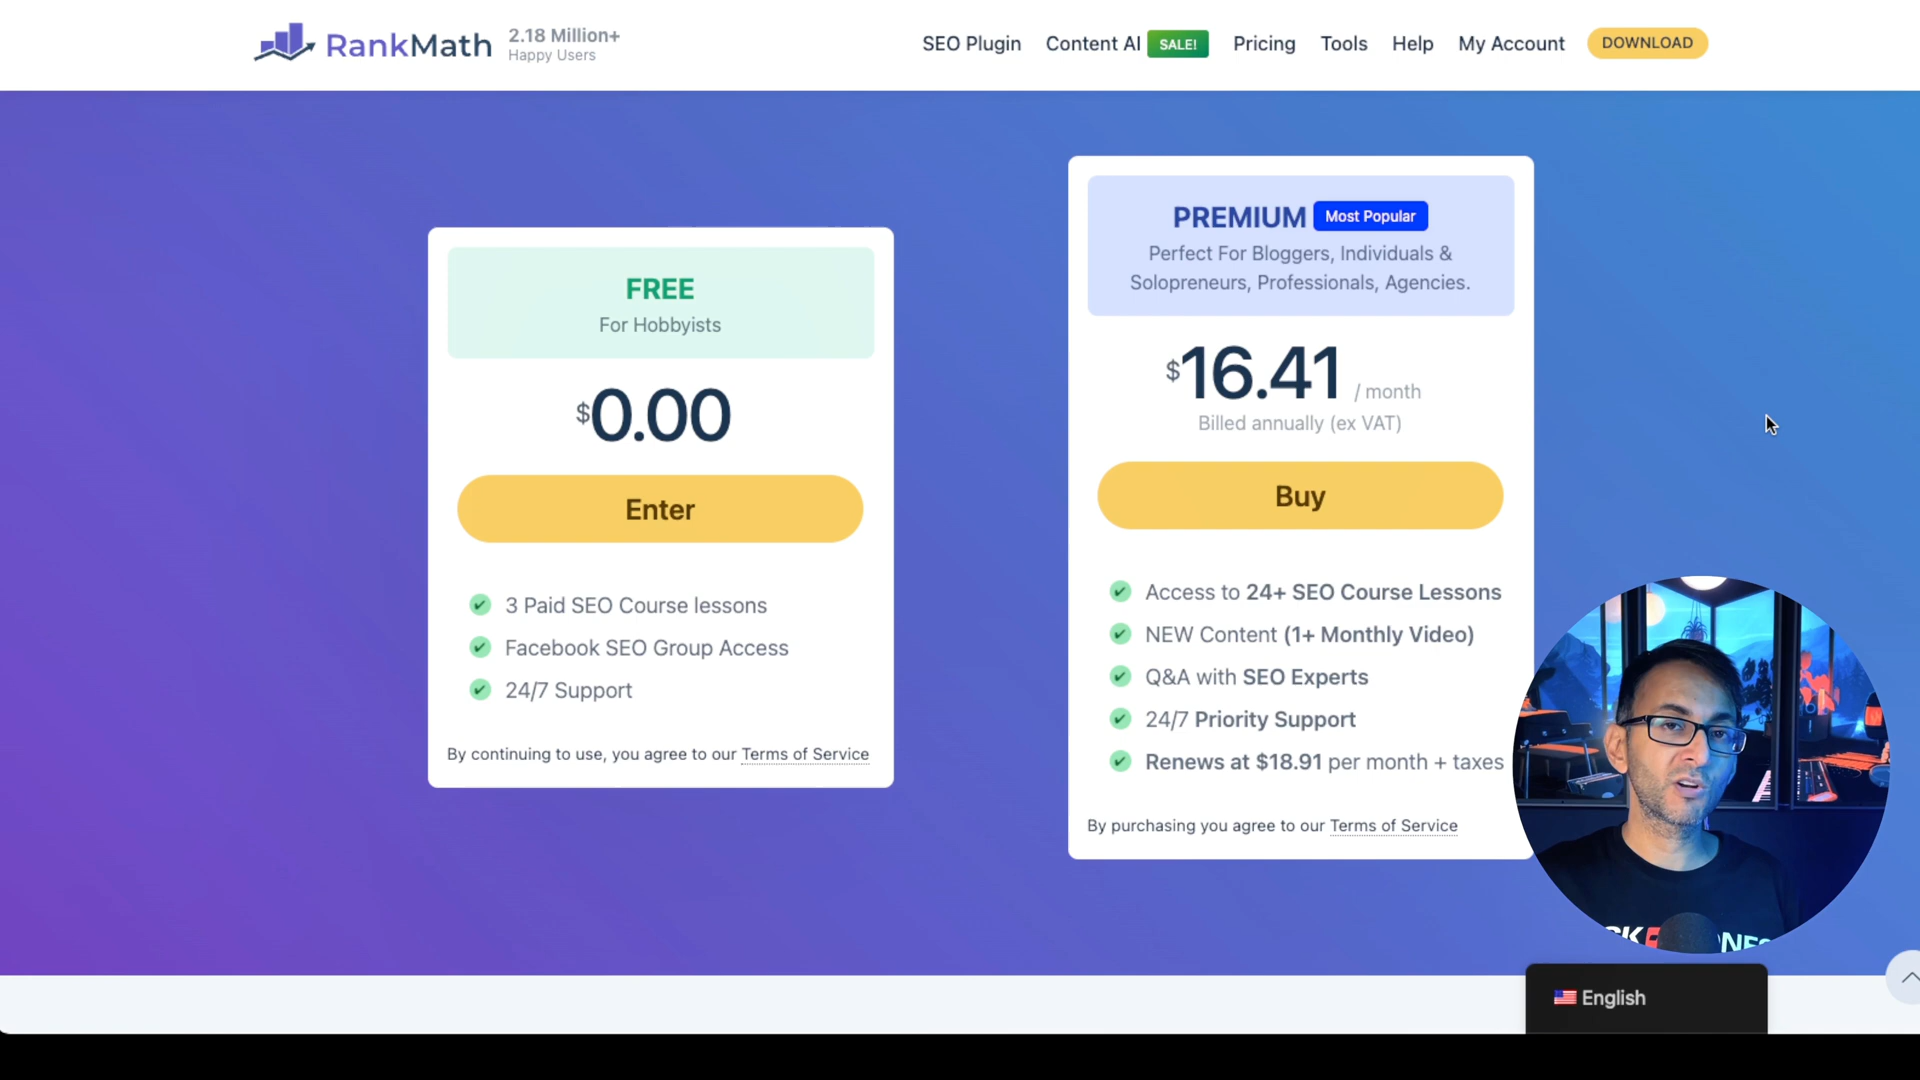 RankMath
2.18 Million+
Happy Users
SEO Plugin
Content AI
SALE!
Pricing
Tools
Help
My Account
DOWNLOAD
FREE
For Hobbyists
$0.00
Enter
3 Paid SEO Course lessons
Facebook SEO Group Access
24/7 Support
By continuing to use, you agree to our Terms of Service
PREMIUM
Most Popular
Perfect For Bloggers, Individuals &
Solopreneurs, Professionals, Agencies.
$16.41 / month
Billed annually (ex VAT)
Buy
Access to 24+ SEO Course Lessons
NEW Content (1+ Monthly Video)
Q&A with SEO Experts
24/7 Priority Support
Renews at $18.91 per month + taxes
By purchasing you agree to our Terms of Service
English